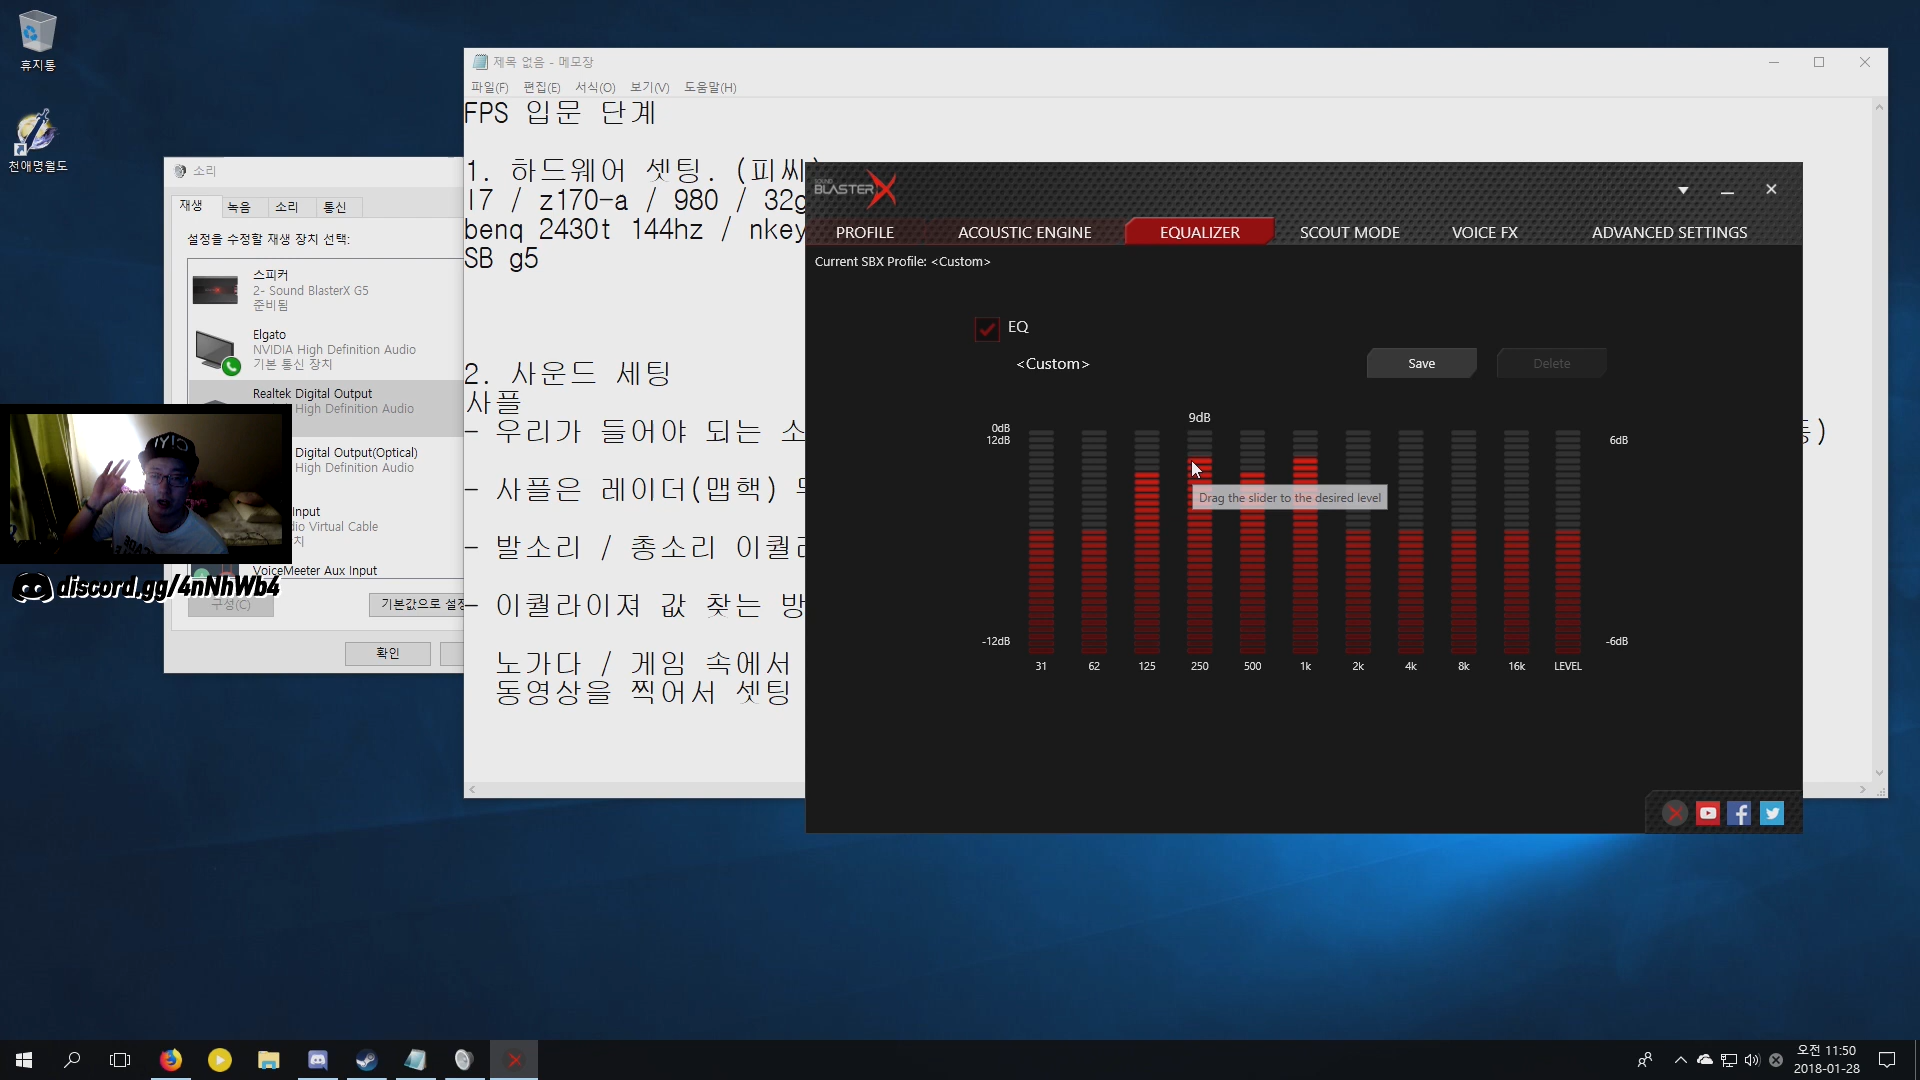 휴지통
천애명월도
제목 없음 - 메모장
파일(F) 편집(E) 서식(O) 보기(V) 도움말(H)
FPS 입문 단계
1. 하드웨어 셋팅. (피씨)
I7 / z170-a / 980 / 32g
benq 2430t 144hz / nkey
SB g5
2. 사운드 세팅
사플
- 우리가 들어야 되는 소
- 사플은 레이더(맵핵)
- 발소리 / 총소리 이퀄
- 이퀄라이져 값 찾는 방
노가다 / 게임 속에서
동영상을 찍어서 셋팅
소리
재생 녹음 소리 통신
설정을 수정할 재생 장치 선택:
스피커
2- Sound BlasterX G5
준비됨
Elgato
NVIDIA High Definition Audio
기본 통신 장치
Realtek Digital Output
High Definition Audio
Digital Output(Optical)
High Definition Audio
Input
Virtual Cable
VoiceMeeter Aux Input
구성(C) 기본값으로 설정
확인
discord.gg/4nNhWb4
SOUND BLASTERX
PROFILE ACOUSTIC ENGINE EQUALIZER SCOUT MODE VOICE FX ADVANCED SETTINGS
Current SBX Profile: <Custom>
EQ
<Custom> Save Delete
9dB
0dB
12dB 6dB
Drag the slider to the desired level
-12dB -6dB
31 62 125 250 500 1k 2k 4k 8k 16k LEVEL
오전 11:50
2018-01-28